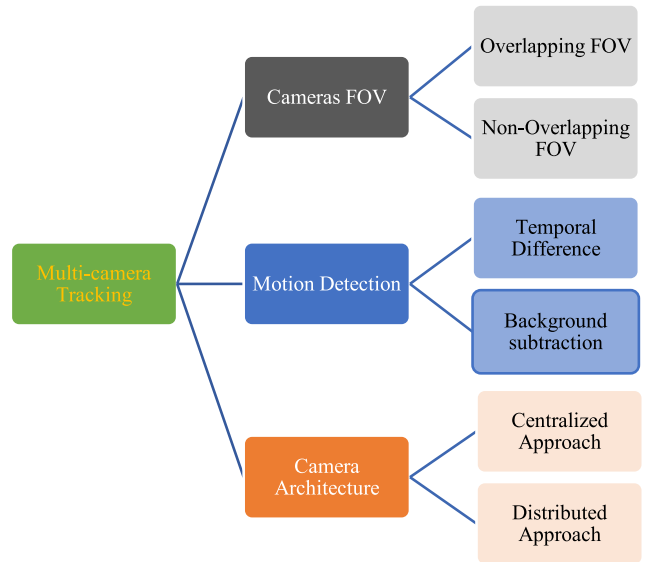 Overlapping FOV
Cameras FOV
Non-Overlapping
FOV
Multi-camera
Tracking
Motion Detection
Temporal
Difference
Background
subtraction
Camera
Architecture
Centralized
Approach
Distributed
Approach